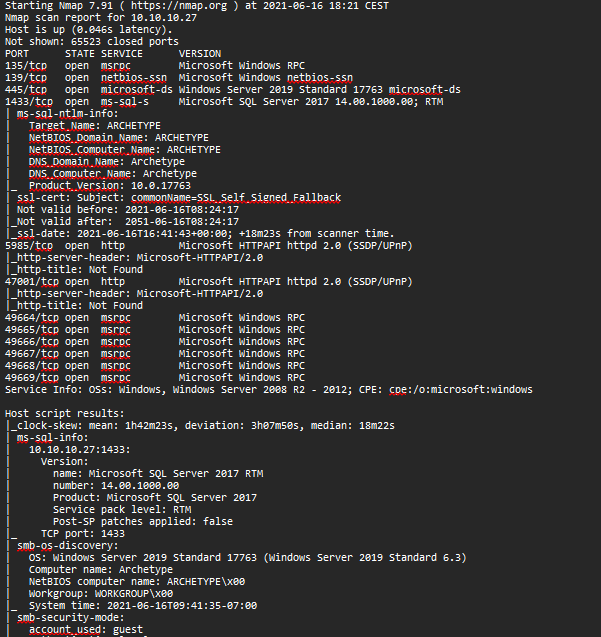 Starting Nmap 7.91 ( https://nmap.org ) at 2021-06-16 18:21 CEST
Nmap scan report for 10.10.10.27
Host is up (0.046s latency).
Not shown: 65523 closed ports
PORT      STATE SERVICE      VERSION
135/tcp   open  msrpc        Microsoft Windows RPC
139/tcp   open  netbios-ssn  Microsoft Windows netbios-ssn
445/tcp   open  microsoft-ds Windows Server 2019 Standard 17763 microsoft-ds
1433/tcp  open  ms-sql-s     Microsoft SQL Server 2017 14.00.1000.00; RTM
| ms-sql-ntlm-info:
|   Target_Name: ARCHETYPE
|   NetBIOS_Domain_Name: ARCHETYPE
|   NetBIOS_Computer_Name: ARCHETYPE
|   DNS_Domain_Name: Archetype
|   DNS_Computer_Name: Archetype
|_  Product_Version: 10.0.17763
| ssl-cert: Subject: commonName=SSL_Self_Signed_Fallback
| Not valid before: 2021-06-16T08:24:17
|_Not valid after:  2051-06-16T08:24:17
|_ssl-date: 2021-06-16T16:41:43+00:00; +18m23s from scanner time.
5985/tcp  open  http         Microsoft HTTPAPI httpd 2.0 (SSDP/UPnP)
|_http-server-header: Microsoft-HTTPAPI/2.0
|_http-title: Not Found
47001/tcp open  http         Microsoft HTTPAPI httpd 2.0 (SSDP/UPnP)
|_http-server-header: Microsoft-HTTPAPI/2.0
|_http-title: Not Found
49664/tcp open  msrpc        Microsoft Windows RPC
49665/tcp open  msrpc        Microsoft Windows RPC
49666/tcp open  msrpc        Microsoft Windows RPC
49667/tcp open  msrpc        Microsoft Windows RPC
49668/tcp open  msrpc        Microsoft Windows RPC
49669/tcp open  msrpc        Microsoft Windows RPC
Service Info: OSs: Windows, Windows Server 2008 R2 - 2012; CPE: cpe:/o:microsoft:windows

Host script results:
|_clock-skew: mean: 1h42m23s, deviation: 3h07m50s, median: 18m22s
| ms-sql-info:
|   10.10.10.27:1433:
|     Version:
|       name: Microsoft SQL Server 2017 RTM
|       number: 14.00.1000.00
|       Product: Microsoft SQL Server 2017
|       Service pack level: RTM
|       Post-SP patches applied: false
|_    TCP port: 1433
| smb-os-discovery:
|   OS: Windows Server 2019 Standard 17763 (Windows Server 2019 Standard 6.3)
|   Computer name: Archetype
|   NetBIOS computer name: ARCHETYPE\x00
|   Workgroup: WORKGROUP\x00
|_  System time: 2021-06-16T09:41:35-07:00
| smb-security-mode:
|   account_used: guest